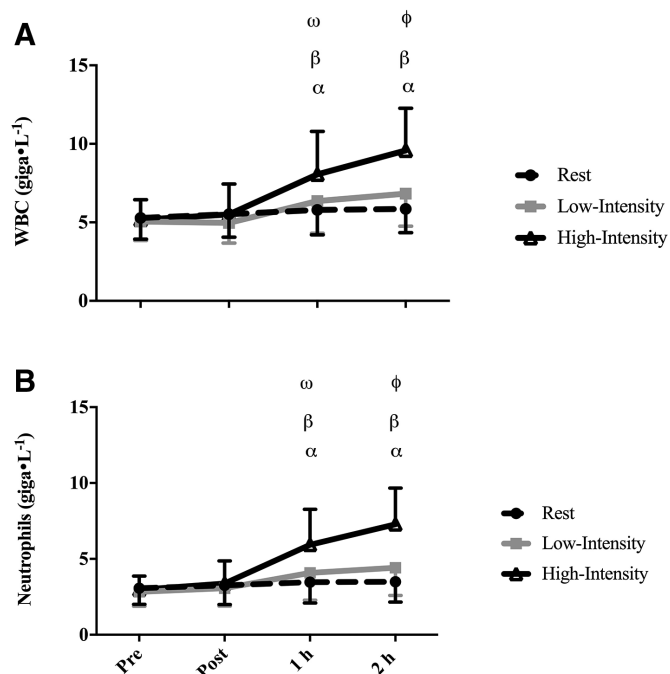 A
ω ϕ
β β
α α
15
10
5
0
WBC (giga•L-1)
Rest
Low-Intensity
High-Intensity
B
ω ϕ
β β
α α
15
10
5
0
Neutrophils (giga•L-1)
Rest
Low-Intensity
High-Intensity
Pre Post 1 h 2 h